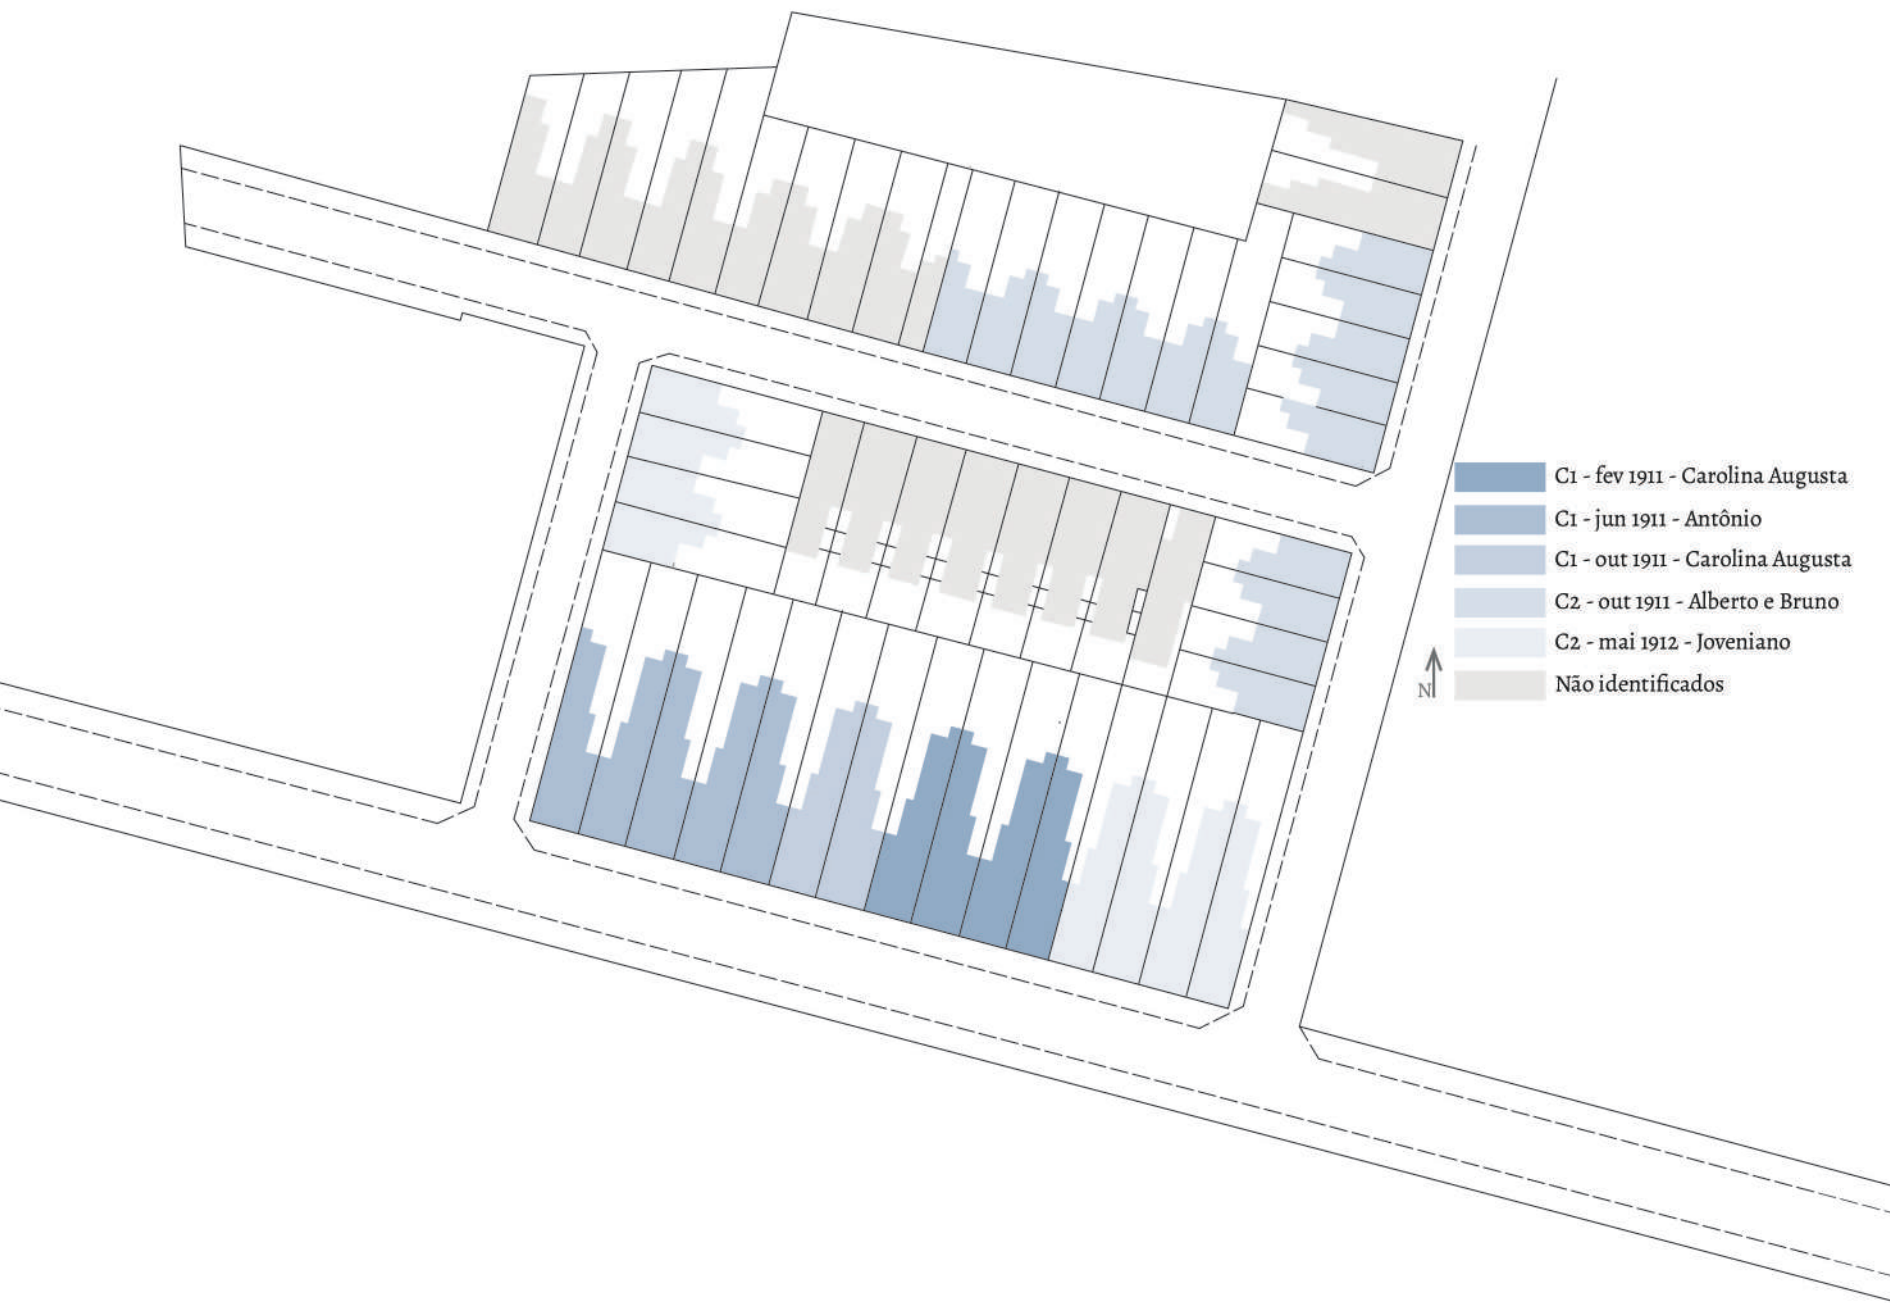 C1 - fev 1911 - Carolina Augusta
C1 - jun 1911 - Antônio
C1 - out 1911 - Carolina Augusta
C2 - out 1911 - Alberto e Bruno
C2 - mai 1912 - Joveniano
N
Não identificados